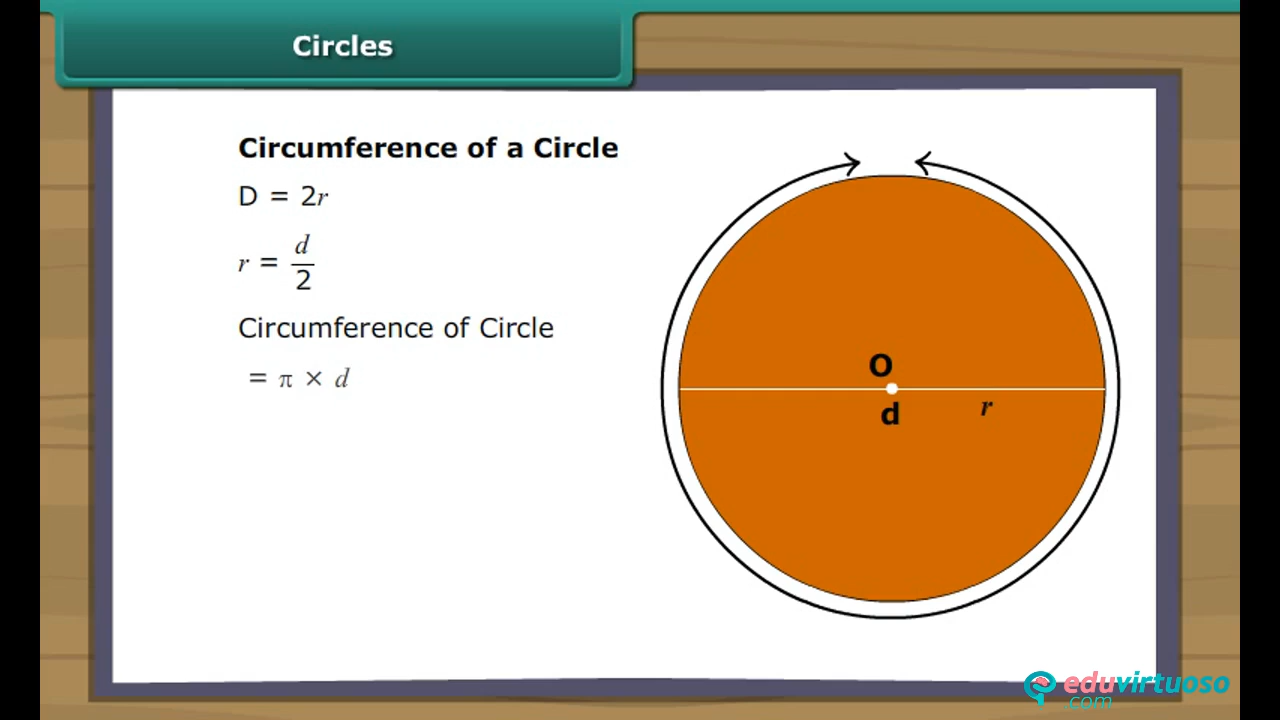 Circles
Circumference of a Circle
D = 2r
r = d/2
Circumference of Circle
= π × d
O
d
r
eduvirtuoso
.com